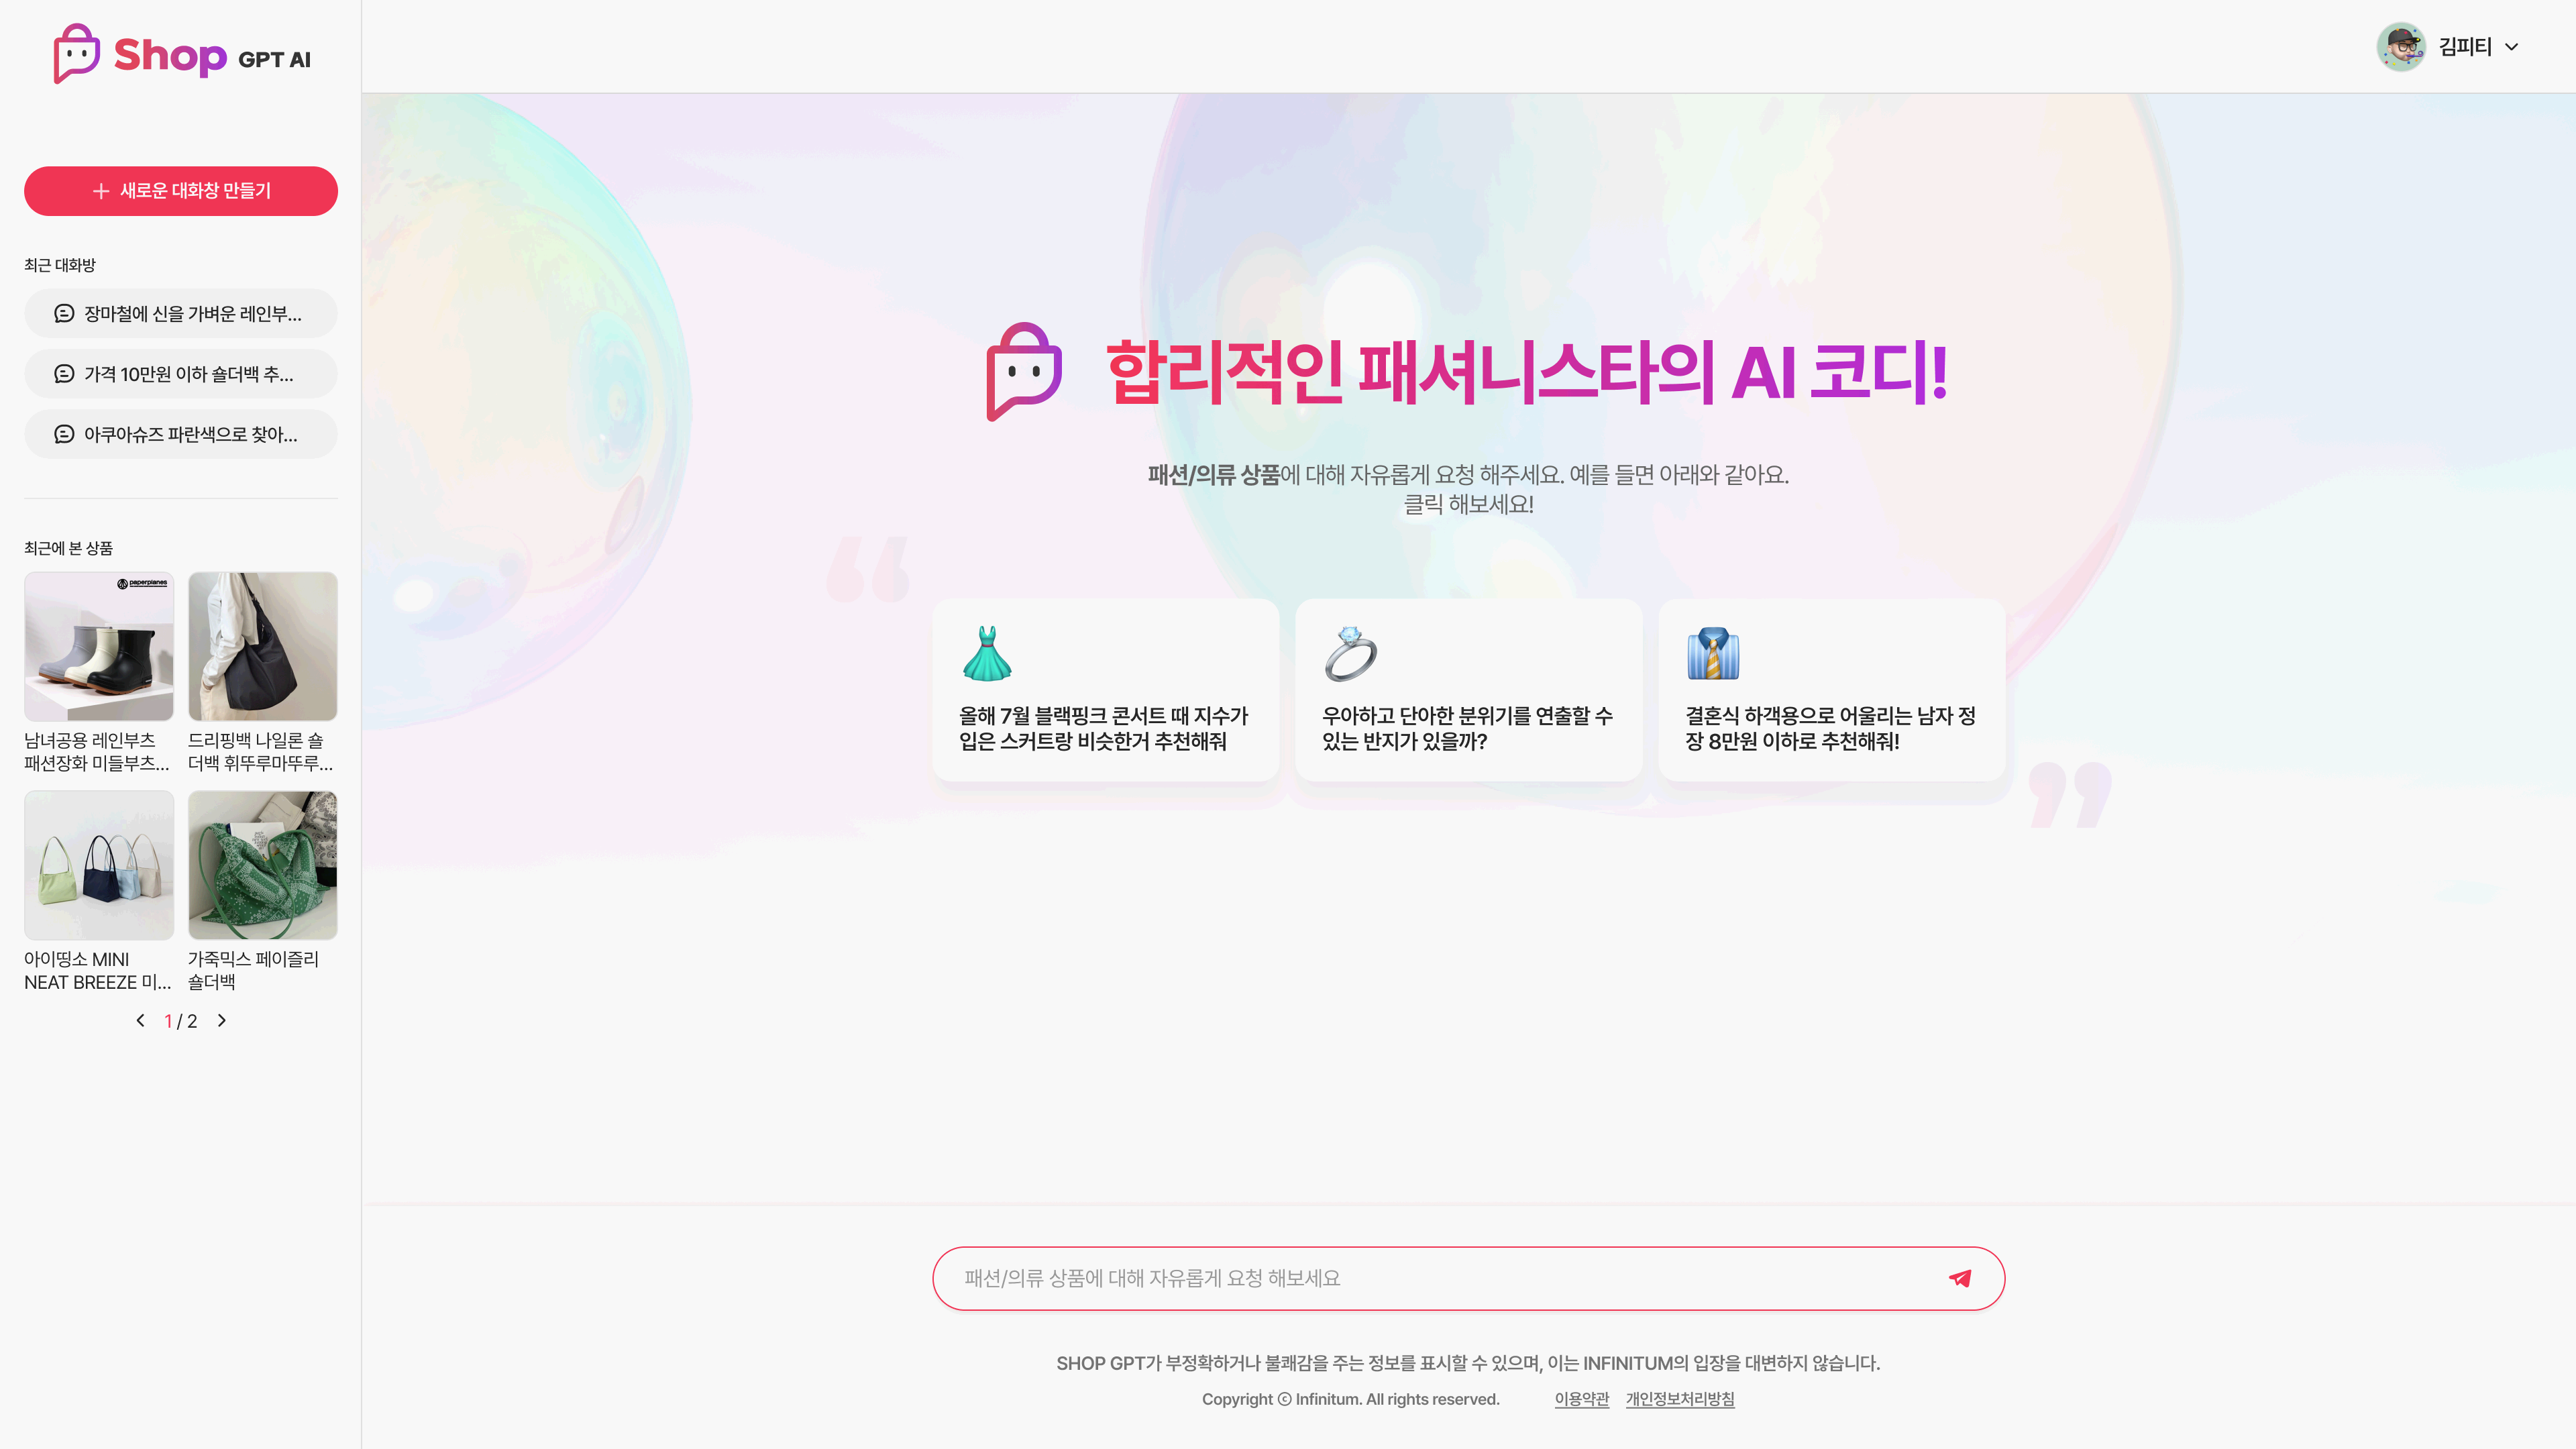 Shop GPT AI
김피티
새로운 대화창 만들기
최근 대화방
장마철에 신을 가벼운 레인부...
가격 10만원 이하 숄더백 추...
아쿠아슈즈 파란색으로 찾아...
최근에 본 상품
paperplanes
남녀공용 레인부츠
패션장화 미들부츠...
드리핑백 나일론 숄
더백 휘뚜루마뚜루...
아이띵소 MINI
NEAT BREEZE 미...
가죽믹스 페이즐리
숄더백
1 / 2
합리적인 패셔니스타의 AI 코디!
패션/의류 상품에 대해 자유롭게 요청 해주세요. 예를 들면 아래와 같아요.
클릭 해보세요!
“
올해 7월 블랙핑크 콘서트 때 지수가
입은 스커트랑 비슷한거 추천해줘
우아하고 단아한 분위기를 연출할 수
있는 반지가 있을까?
결혼식 하객용으로 어울리는 남자 정
장 8만원 이하로 추천해줘!
”
패션/의류 상품에 대해 자유롭게 요청 해보세요
SHOP GPT가 부정확하거나 불쾌감을 주는 정보를 표시할 수 있으며, 이는 INFINITUM의 입장을 대변하지 않습니다.
Copyright ⓒ Infinitum. All rights reserved. 이용약관 개인정보처리방침